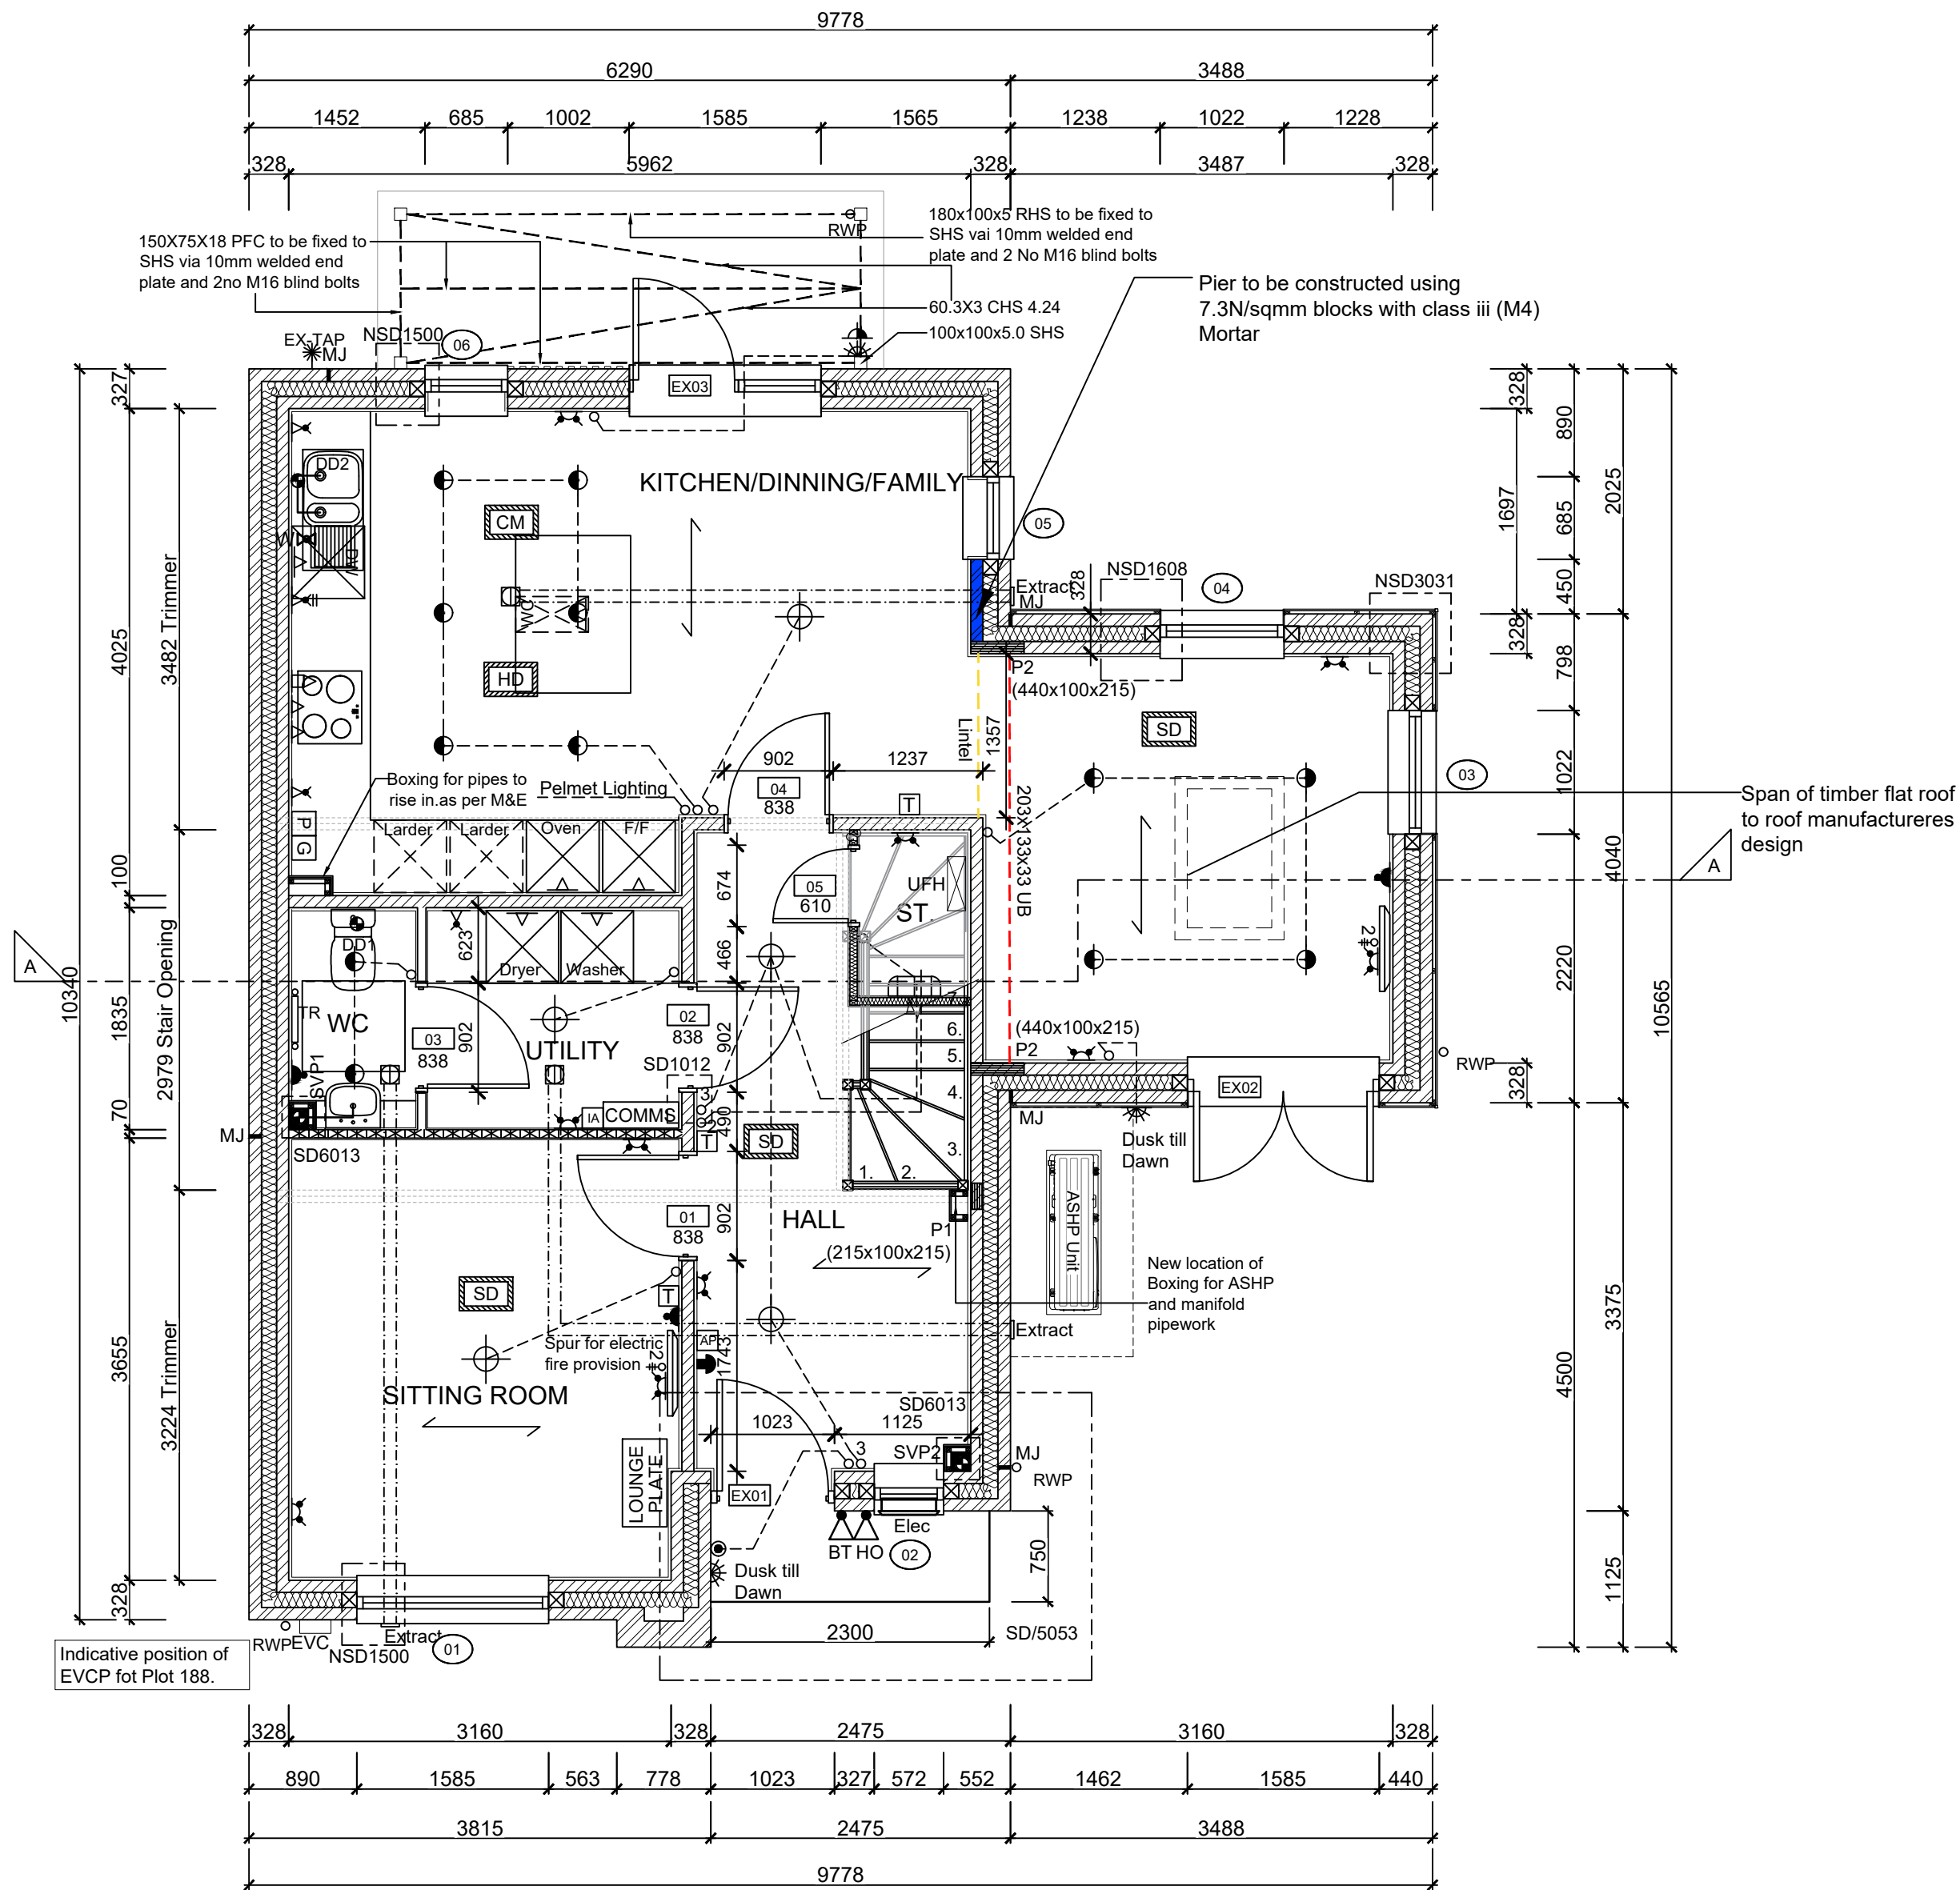 9778
6290 3488
1452 685 1002 1585 1565 1238 1022 1228
328 5962 328 3487 328
150X75X18 PFC to be fixed to
SHS via 10mm welded end
plate and 2no M16 blind bolts
RWP
180x100x5 RHS to be fixed to
SHS vai 10mm welded end
plate and 2 No M16 blind bolts
60.3X3 CHS 4.24
100x100x5.0 SHS
Pier to be constructed using
7.3N/sqmm blocks with class iii (M4)
Mortar
EX-TAP
MJ
NSD1500
06
EX03
327
4025
100
1835
70
3655
328
10340
3482 Trimmer
2979 Stair Opening
3224 Trimmer
328
1697
328
328
890
685
450
798
1022
2220
4500
2025
4040
3375
1125
10565
KITCHEN/DINNING/FAMILY
DD2
CM
HD
05
Extract
MJ
328
NSD1608
04
NSD3031
P2
(440x100x215)
Lintel
1357
203x133x33 UB
SD
03
Span of timber flat roof
to roof manufactureres
design
A
902 1237
04
838
T
Boxing for pipes to
rise in.as per M&E
Pelmet Lighting
P
G
Larder Larder Oven F/F
674
05
610
UFH
ST.
466
623
DD1
Dryer Washer
A
TR
WC
03
838
902
UTILITY
02
838
902
SD1012
3
2
490
SVP1
IA
COMMS
T
SD
MJ
SD6013
7.
6.
5.
4.
3.
2.
1.
(440x100x215)
P2
2
EX02
RWP
MJ
Dusk till
Dawn
ASHP Unit
01
838
902
HALL
P1
(215x100x215)
New location of
Boxing for ASHP
and manifold
pipework
SD
T
AP
1743
Spur for electric
fire provision
2
Extract
SITTING ROOM
LOUNGE
PLATE
1023 1125
SD6013
3
SVP2
MJ
RWP
EX01
Elec
BT HO
02
750
Dusk till
Dawn
2300
SD/5053
RWP
EVC
Extract
NSD1500
01
Indicative position of
EVCP fot Plot 188.
328 3160 328 2475 3160 328
890 1585 563 778 1023 327 572 552 1462 1585 440
3815 2475 3488
9778